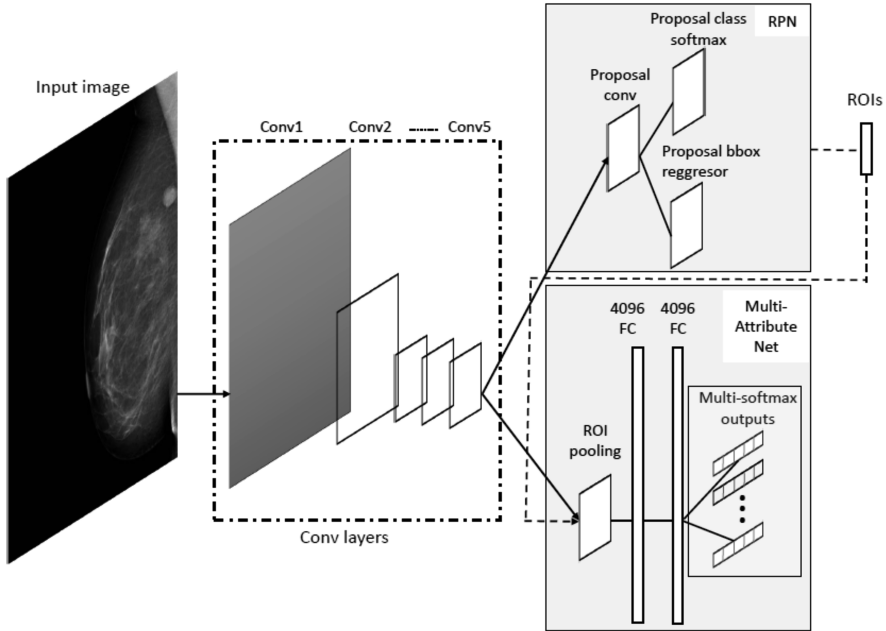 Input image
Conv1
Conv2
Conv5
Conv layers
Proposal class
softmax
RPN
Proposal
conv
Proposal bbox
reggresor
ROIs
4096
FC
4096
FC
Multi-
Attribute
Net
Multi-softmax
outputs
ROI
pooling